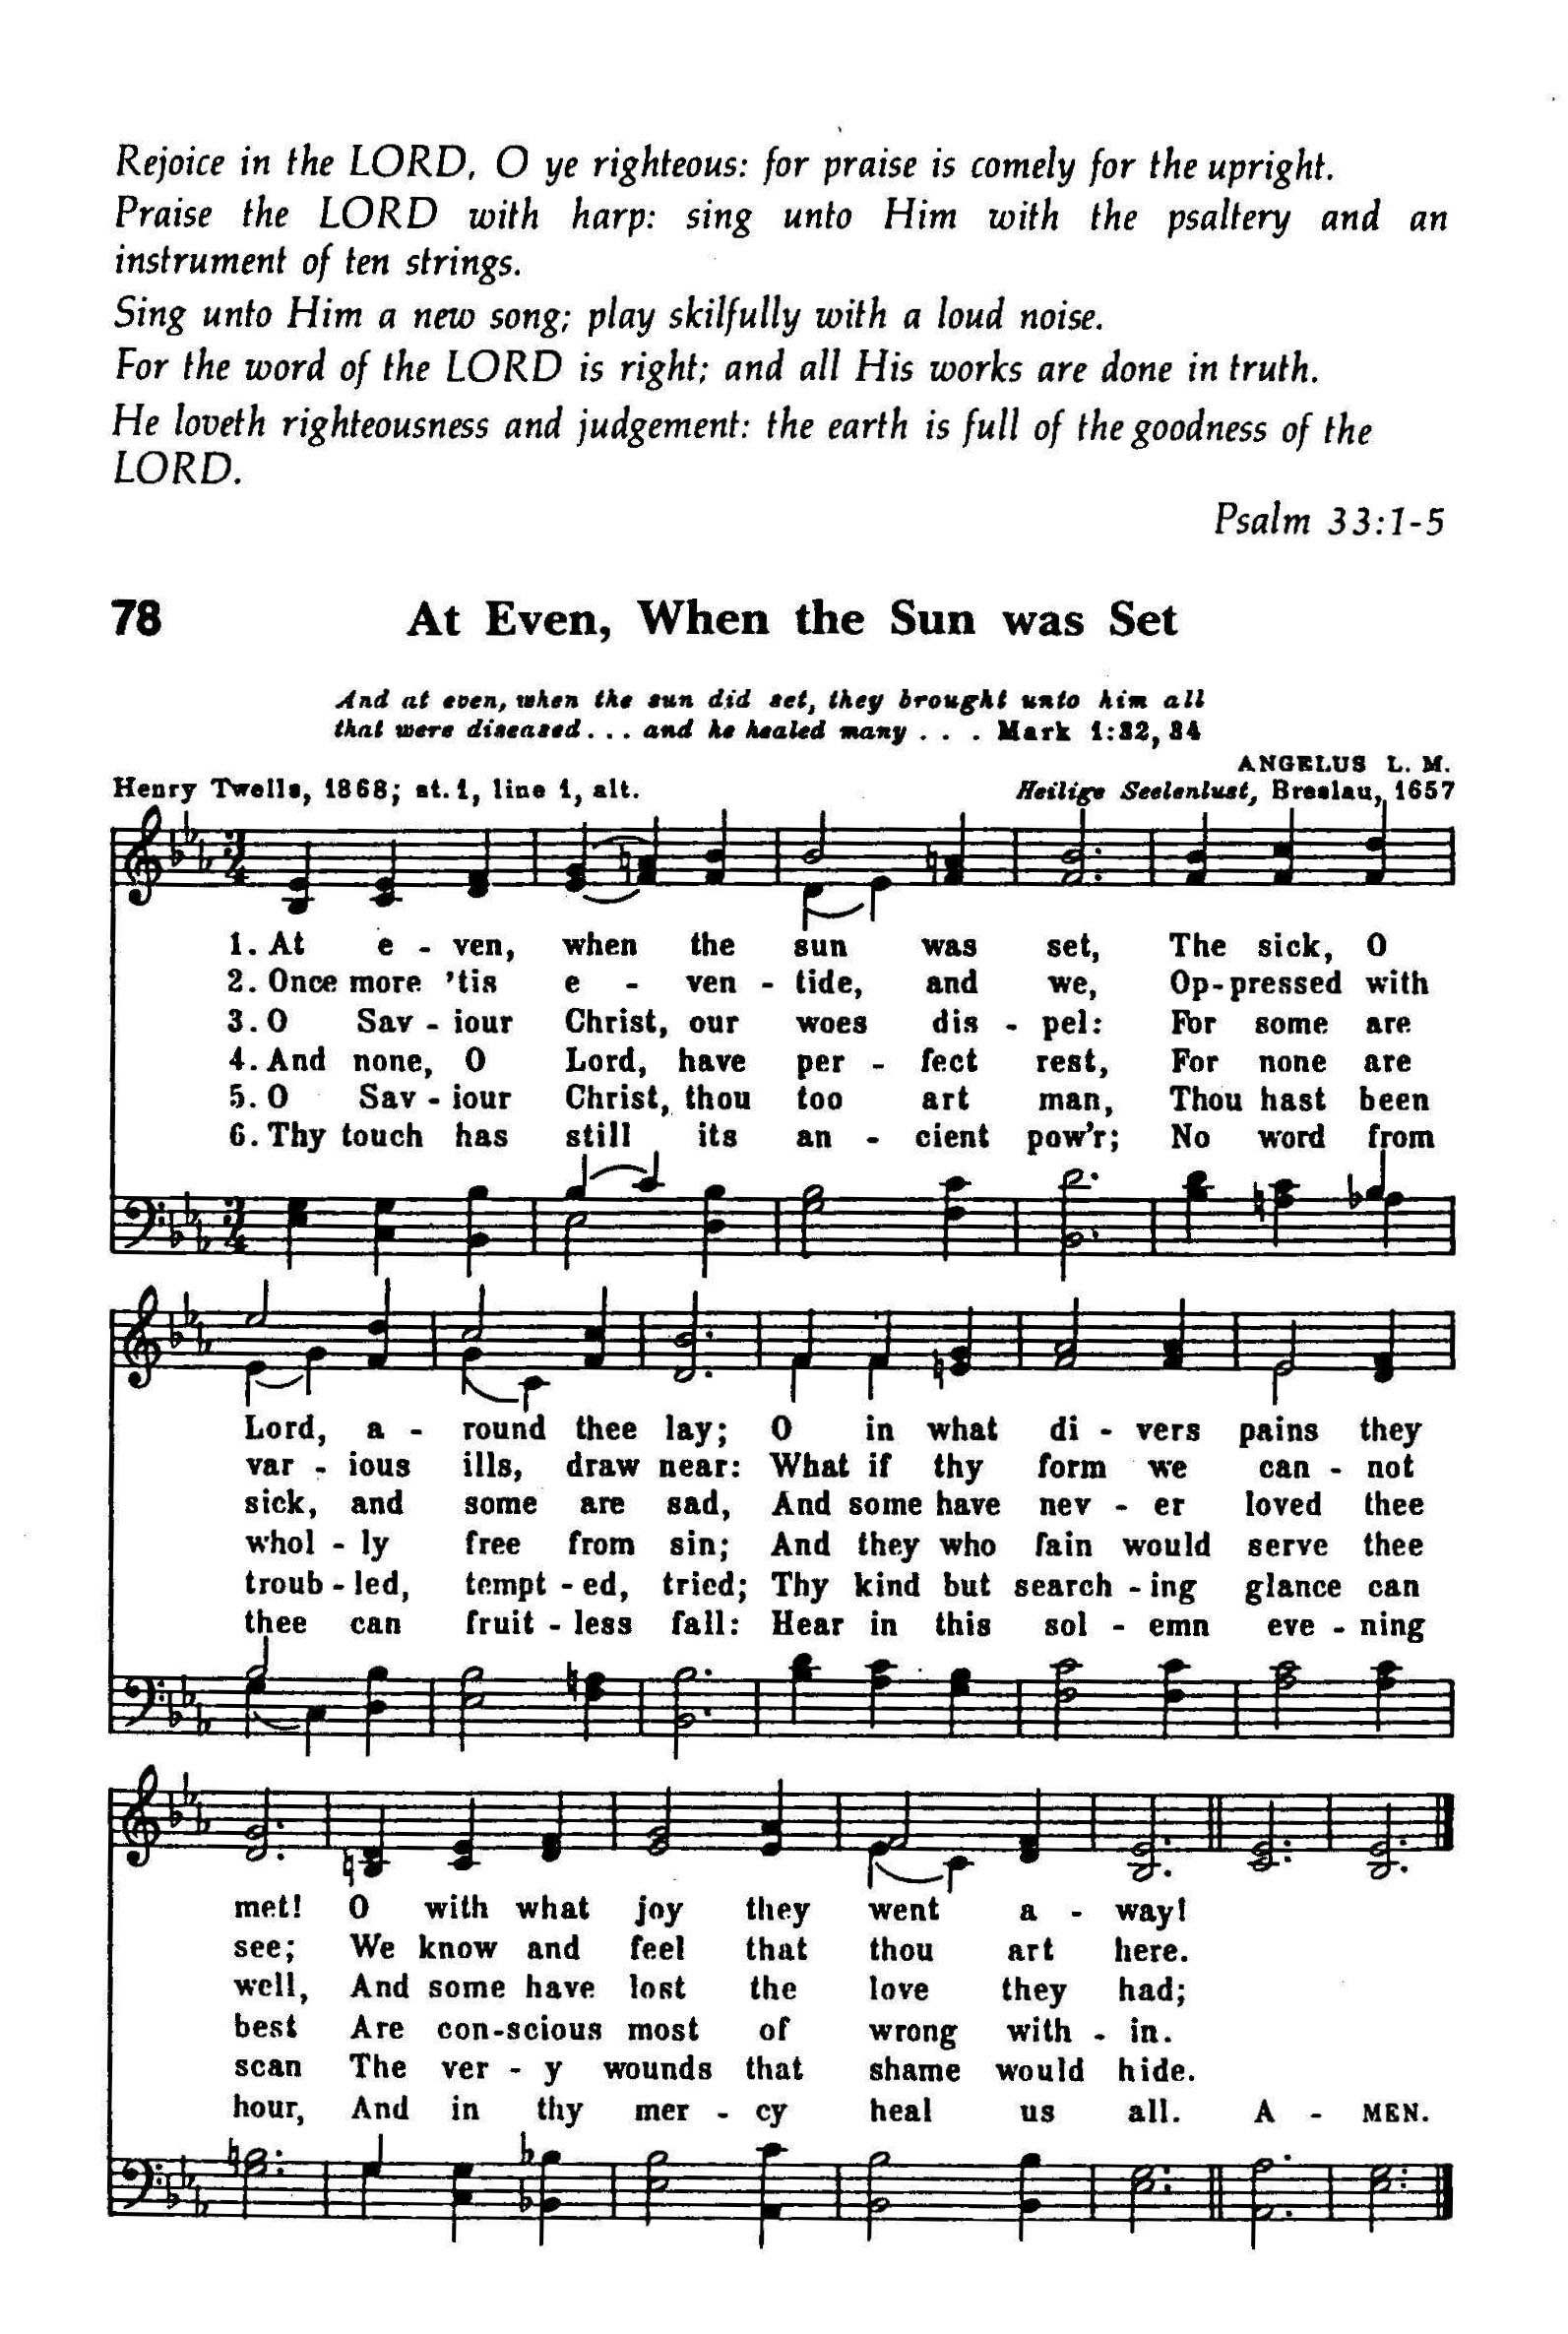 Rejoice in the LORD, O ye righteous: for praise is comely for the upright.
Praise the LORD with harp: sing unto Him with the psaltery and an
instrument of ten strings.
Sing unto Him a new song; play skilfully with a loud noise.
For the word of the LORD is right; and all His works are done in truth.
He loveth righteousness and judgement: the earth is full of the goodness of the
LORD.
Psalm 33:1-5
78 At Even, When the Sun was Set
And at even, when the sun did set, they brought unto him all
that were diseased . . . and he healed many . . . Mark 1:32, 34
ANGELUS L. M.
Henry Twells, 1868; st. 1, line 1, alt. Heilige Seelenlust, Breslau, 1657
3/4
1. At e - ven, when the sun was set, The sick, O
2. Once more 'tis e - ven - tide, and we, Op - pressed with
3. O Sav - iour Christ, our woes dis - pel: For some are
4. And none, O Lord, have per - fect rest, For none are
5. O Sav - iour Christ, thou too art man, Thou hast been
6. Thy touch has still its an - cient pow'r; No word from
3/4
Lord, a - round thee lay; O in what di - vers pains they
var - ious ills, draw near: What if thy form we can - not
sick, and some are sad, And some have nev - er loved thee
whol - ly free from sin; And they who fain would serve thee
troub - led, tempt - ed, tried; Thy kind but search - ing glance can
thee can fruit - less fall: Hear in this sol - emn eve - ning
met! O with what joy they went a - way!
see; We know and feel that thou art here.
well, And some have lost the love they had;
best Are con - scious most of wrong with - in.
scan The ver - y wounds that shame would hide.
hour, And in thy mer - cy heal us all. A - MEN.